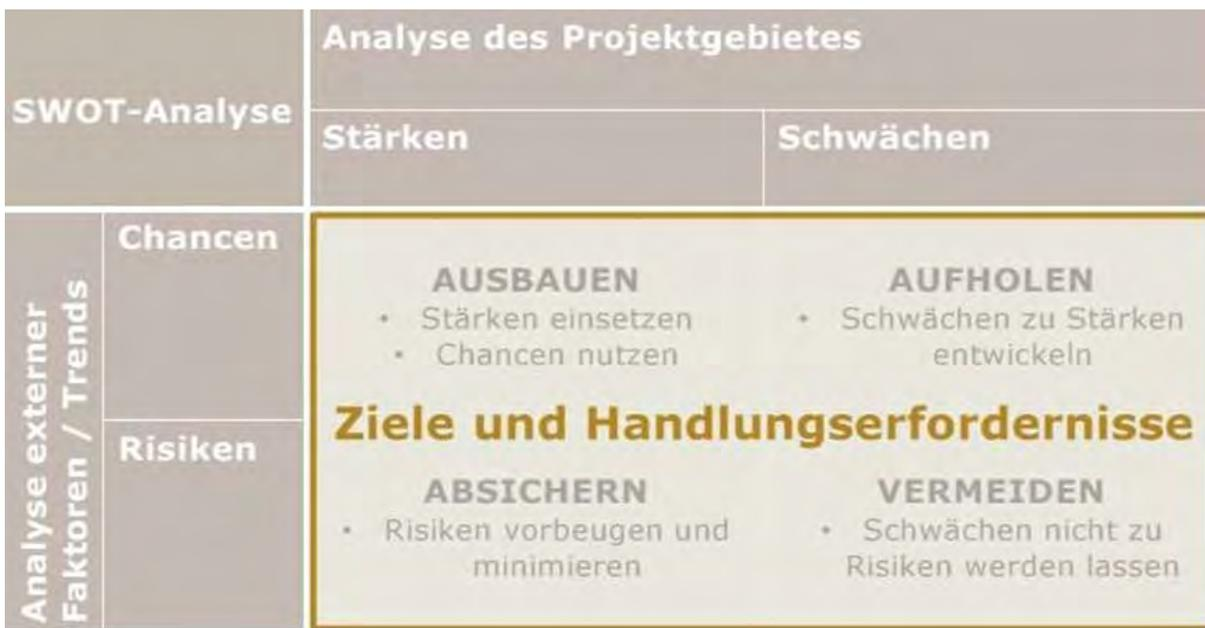 SWOT-Analyse
Analyse des Projektgebietes
Stärken
Schwächen
Analyse externer
Faktoren / Trends
Chancen
Risiken
AUSBAUEN
• Stärken einsetzen
• Chancen nutzen
AUFHOLEN
• Schwächen zu Stärken
entwickeln
Ziele und Handlungserfordernisse
ABSICHERN
• Risiken vorbeugen und
minimieren
VERMEIDEN
• Schwächen nicht zu
Risiken werden lassen